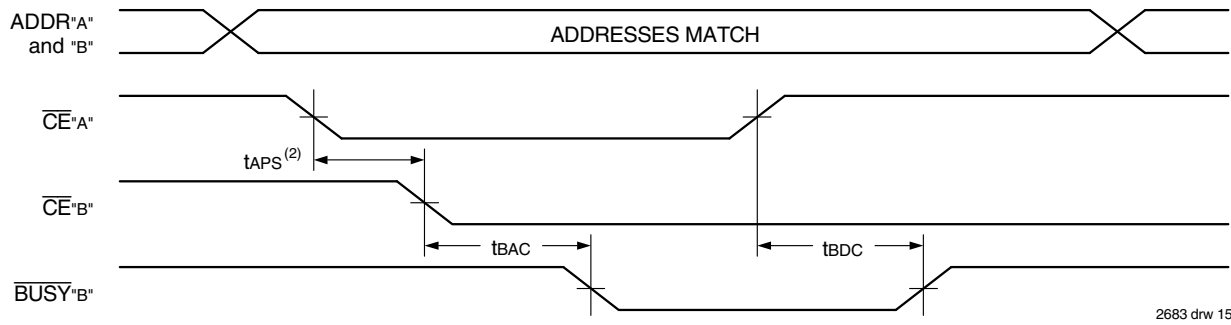 ADDR"A"
and "B"
ADDRESSES MATCH
CE"A"
tAPS(2)
CE"B"
tBAC
tBDC
BUSY"B"
2683 drw 15